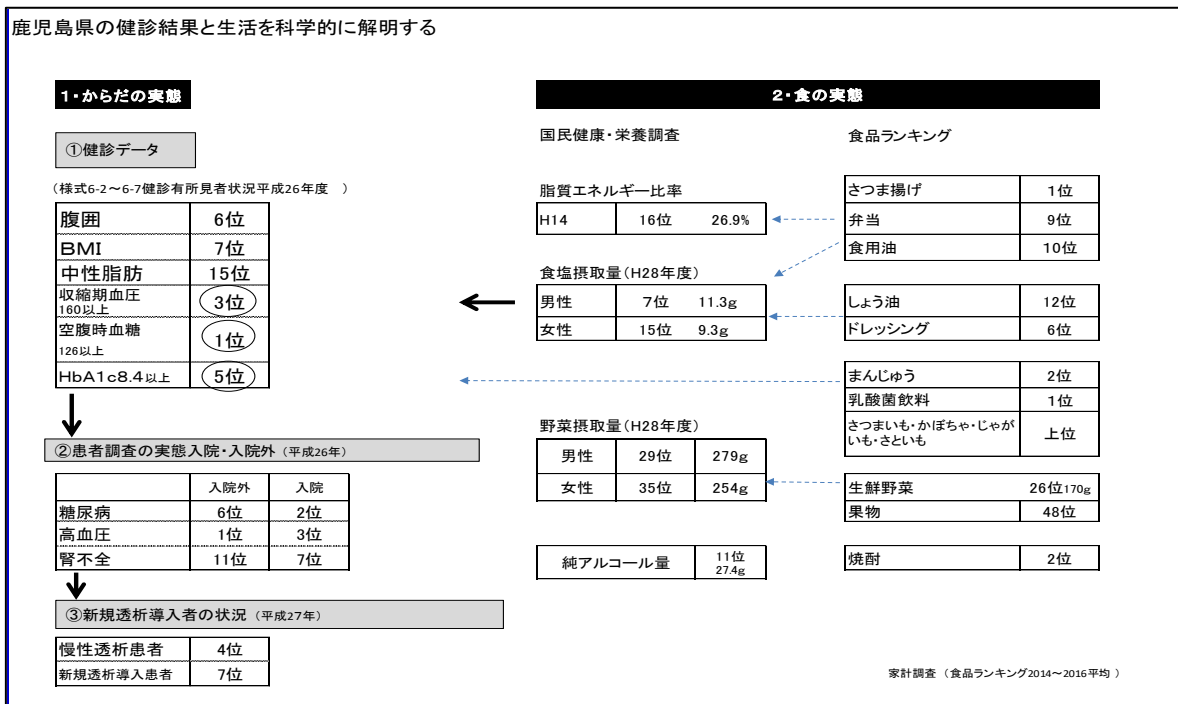 鹿児島県の健診結果と生活を科学的に解明する
1・からだの実態
①健診データ
（様式6-2～6-7健診有所見者状況平成26年度　）
腹囲 6位
BMI 7位
中性脂肪 15位
収縮期血圧
160以上 3位
空腹時血糖
126以上 1位
HbA1c8.4以上 5位
②患者調査の実態入院・入院外（平成26年）
入院外 入院
糖尿病 6位 2位
高血圧 1位 3位
腎不全 11位 7位
③新規透析導入者の状況（平成27年）
慢性透析患者 4位
新規透析導入患者 7位
2・食の実態
国民健康・栄養調査
脂質エネルギー比率
H14 16位 26.9%
食塩摂取量（H28年度）
男性 7位 11.3g
女性 15位 9.3g
野菜摂取量（H28年度）
男性 29位 279g
女性 35位 254g
純アルコール量 11位
27.4g
食品ランキング
さつま揚げ 1位
弁当 9位
食用油 10位
しょう油 12位
ドレッシング 6位
まんじゅう 2位
乳酸菌飲料 1位
さつまいも・かぼちゃ・じゃが
いも・さといも 上位
生鮮野菜 26位170g
果物 48位
焼酎 2位
家計調査（食品ランキング2014～2016平均）